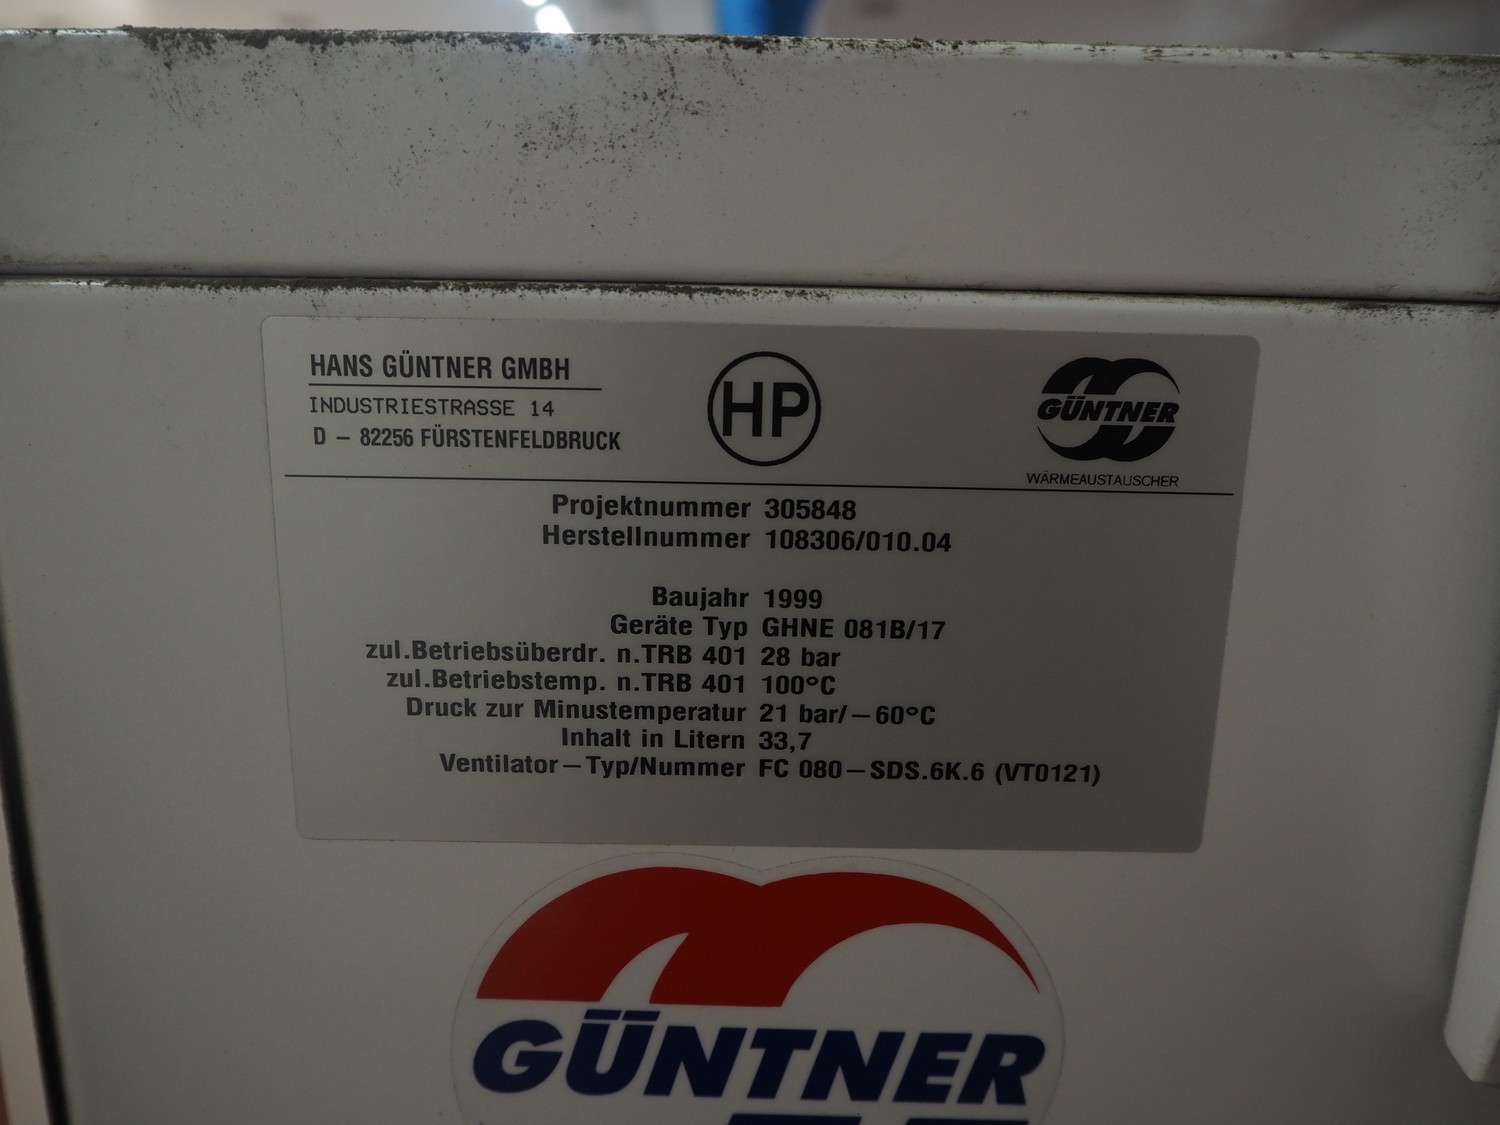 HANS GÜNTNER GMBH
INDUSTRIESTRASSE 14
D – 82256 FÜRSTENFELDBRUCK
HP
GÜNTNER
WÄRMEAUSTAUSCHER
Projektnummer 305848
Herstellnummer 108306/010.04
Baujahr 1999
Geräte Typ GHNE 081B/17
zul.Betriebsüberdr. n.TRB 401 28 bar
zul.Betriebstemp. n.TRB 401 100°C
Druck zur Minustemperatur 21 bar/–60°C
Inhalt in Litern 33,7
Ventilator–Typ/Nummer FC 080–SDS.6K.6 (VT0121)
GÜNTNER